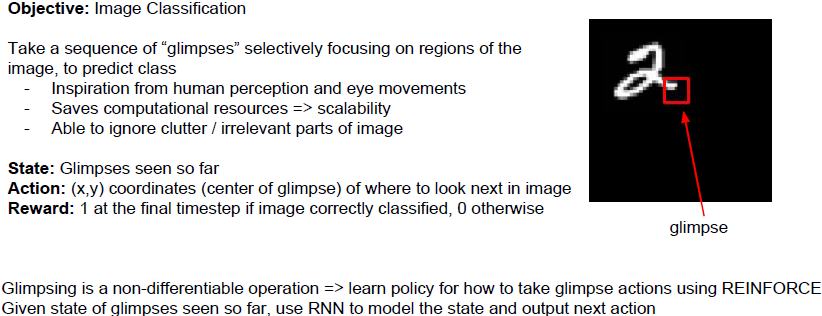 Objective: Image Classification
Take a sequence of “glimpses” selectively focusing on regions of the
image, to predict class
- Inspiration from human perception and eye movements
- Saves computational resources => scalability
- Able to ignore clutter / irrelevant parts of image
State: Glimpses seen so far
Action: (x,y) coordinates (center of glimpse) of where to look next in image
Reward: 1 at the final timestep if image correctly classified, 0 otherwise
2
glimpse
Glimpsing is a non-differentiable operation => learn policy for how to take glimpse actions using REINFORCE
Given state of glimpses seen so far, use RNN to model the state and output next action